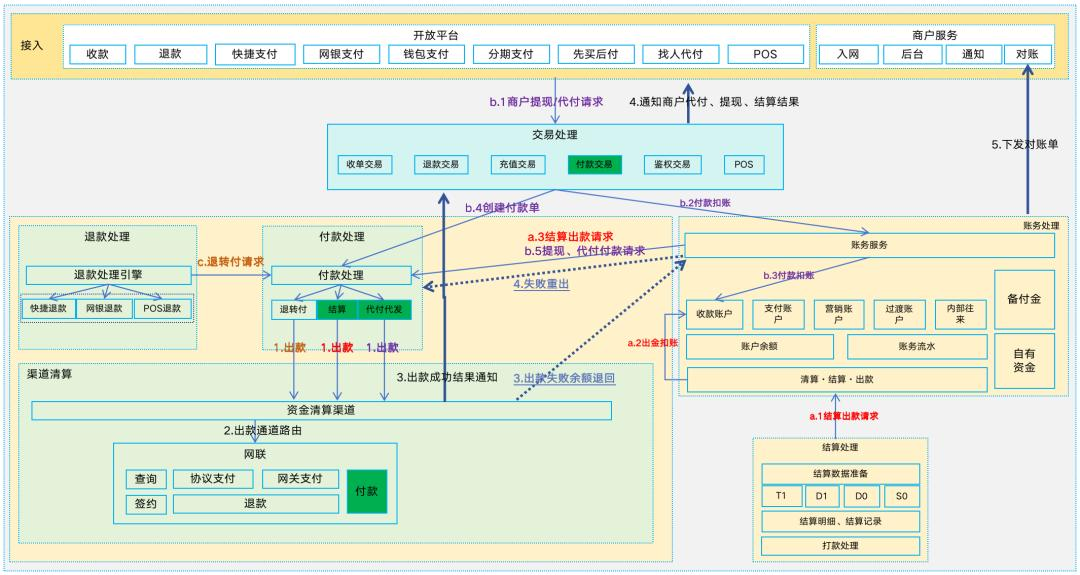 接入
开放平台
收款
退款
快捷支付
网银支付
钱包支付
分期支付
先买后付
找人代付
POS
商户服务
入网
后台
通知
对账
b.1商户提现/代付请求
4.通知商户代付、提现、结算结果
交易处理
收单交易
退款交易
充值交易
付款交易
鉴权交易
POS
5.下发对账单
b.4创建付款单
b.2付款扣账
退款处理
退款处理引擎
快捷退款
网银退款
POS退款
c.退转付请求
付款处理
付款处理
退转付
结算
代付代发
a.3结算出款请求
b.5提现、代付付款请求
4.失败重出
账务处理
账务服务
b.3付款扣账
收款账户
支付账
户
营销账
户
过渡账
户
内部往
来
备付金
账户余额
账务流水
自有
资金
清算·结算·出款
a.2出金扣账
1.出款
1.出款
1.出款
渠道清算
3.出款成功结果通知
3.出款失败余额退回
资金清算渠道
2.出款通道路由
网联
查询
协议支付
网关支付
付款
签约
退款
a.1结算出款请求
结算处理
结算数据准备
T1
D1
D0
S0
结算明细、结算记录
打款处理